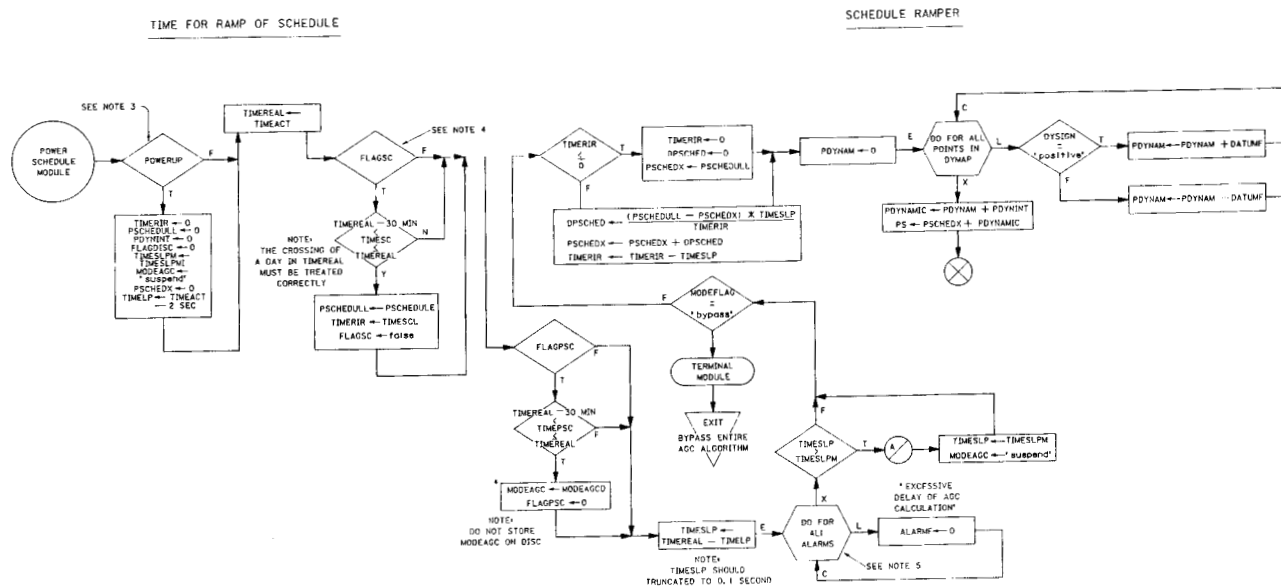 TIME FOR RAMP OF SCHEDULE
SCHEDULE RAMPER
SEE NOTE 3
POWER
SCHEDULE
MODULE
POWERUP
F
T
TIMERIR ← 0
PSCHEDULL ← 0
PDYNINT ← 0
FLAGDISC ← 0
TIMESLPM ←
TIMESLPMI
MODEAGC ←
'suspend'
PSCHEDX ← 0
TIMELP ← TIMEACT
← 2 SEC
TIMEREAL ←
TIMEACT
SEE NOTE 4
FLAGSC
F
T
TIMEREAL - 30 MIN
<
TIMESC
<
TIMEREAL
N
Y
NOTE:
THE CROSSING OF
A DAY IN TIMEREAL
MUST BE TREATED
CORRECTLY
PSCHEDULL ← PSCHEDULE
TIMERIR ← TIMESCL
FLAGSC ← false
FLAGPSC
F
T
TIMEREAL - 30 MIN
<
TIMEPSC
<
TIMEREAL
F
T
*
MODEAGC ← MODEAGCD
FLAGPSC ← 0
NOTE:
DO NOT STORE
MODEAGC ON DISC
TIMESLP ←
TIMEREAL - TIMELP
NOTE:
TIMESLP SHOULD
TRUNCATED TO 0.1 SECOND
E
DO FOR
ALL
ALARMS
X
L
C
SEE NOTE 5
ALARMF ← 0
TIMESLP
>
TIMESLPM
F
T
A
TIMESLP ← TIMESLPM
MODEAGC ← 'suspend'
"EXCESSIVE
DELAY OF AGC
CALCULATION"
MODEFLAG
=
'bypass'
F
TERMINAL
MODULE
EXIT
BYPASS ENTIRE
AGC ALGORITHM
TIMERIR
≤
0
T
F
TIMERIR ← 0
DPSCHED ← 0
PSCHEDX ← PSCHEDULL
DPSCHED ← (PSCHEDULL - PSCHEDX) * TIMESLP
TIMERIR
PSCHEDX ← PSCHEDX + DPSCHED
TIMERIR ← TIMERIR - TIMESLP
PDYNAM ← 0
E
C
DO FOR ALL
POINTS IN
DYMAP
L
X
PDYNAMIC ← PDYNAM + PDYNINT
PS ← PSCHEDX + PDYNAMIC
DYSIGN
=
'positive'
T
F
PDYNAM ← PDYNAM + DATUMF
PDYNAM ← PDYNAM - DATUMF